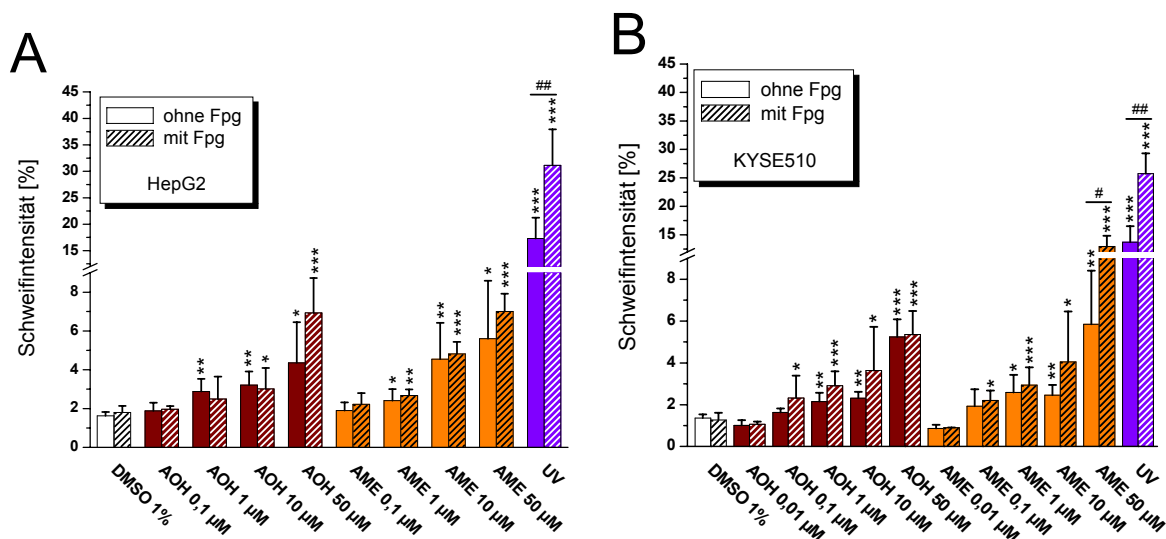 A
Schweifintensität [%]
45
40
35
30
25
20
15
8
6
4
2
0
ohne Fpg
mit Fpg
HepG2
**
**
*
*
***
*
**
**
***
*
***
***
***
##
DMSO 1%
AOH 0,1 µM
AOH 1 µM
AOH 10 µM
AOH 50 µM
AME 0,1 µM
AME 1 µM
AME 10 µM
AME 50 µM
UV
B
Schweifintensität [%]
45
40
35
30
25
20
15
8
6
4
2
0
ohne Fpg
mit Fpg
KYSE510
*
**
***
**
*
***
***
*
*
***
**
*
**
***
#
***
***
##
DMSO 1%
AOH 0,01 µM
AOH 0,1 µM
AOH 1 µM
AOH 10 µM
AOH 50 µM
AME 0,01 µM
AME 0,1 µM
AME 1 µM
AME 10 µM
AME 50 µM
UV